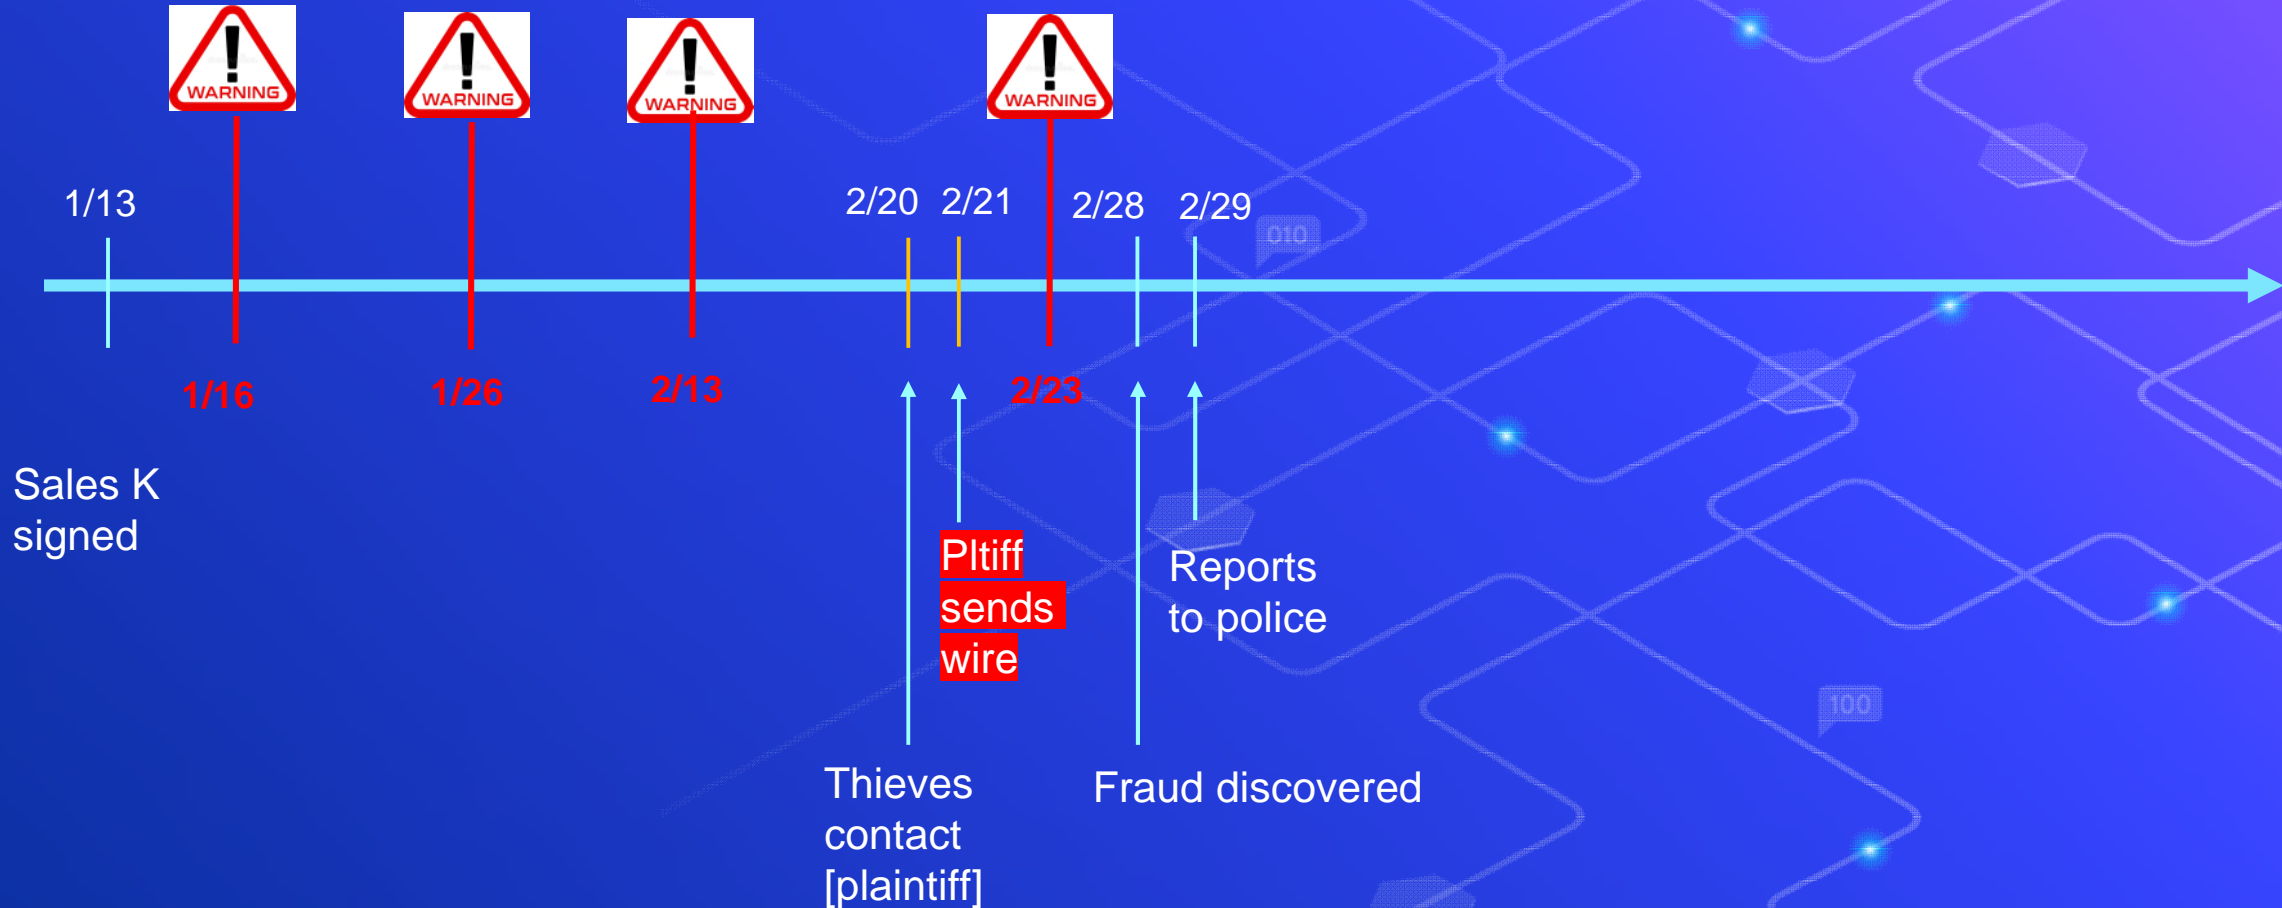 WARNING
WARNING
WARNING
WARNING
1/13
2/20
2/21
2/28
2/29
010
1/16
1/26
2/13
2/23
Sales K
signed
Pltiff
sends
wire
Reports
to police
100
Thieves
contact
[plaintiff]
Fraud discovered